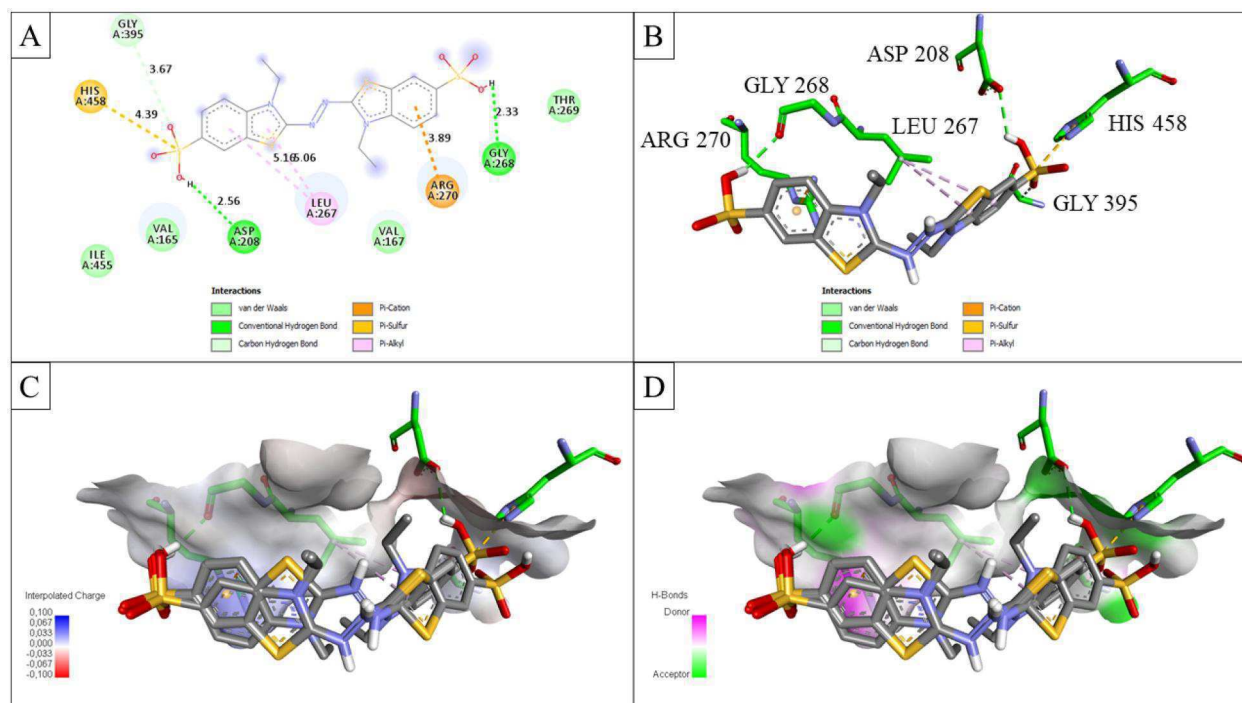 A
GLY
A:395
3.67
HIS
A:458
4.39
H
2.33
THR
A:269
3.89
GLY
A:268
5.16
5.06
ARG
A:270
H
2.56
LEU
A:267
VAL
A:165
ASP
A:208
VAL
A:167
ILE
A:455
Interactions
van der Waals
Conventional Hydrogen Bond
Carbon Hydrogen Bond
Pi-Cation
Pi-Sulfur
Pi-Alkyl
B
ASP 208
GLY 268
LEU 267
HIS 458
ARG 270
GLY 395
Interactions
van der Waals
Conventional Hydrogen Bond
Carbon Hydrogen Bond
Pi-Cation
Pi-Sulfur
Pi-Alkyl
C
Interpolated Charge
0,100
0,067
0,033
0,000
-0,033
-0,067
-0,100
D
H-Bonds
Donor
Acceptor